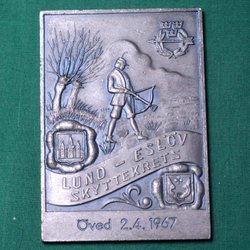 LUND – ESLÖV
SKYTTEKRETS
Öved 2.4.1967